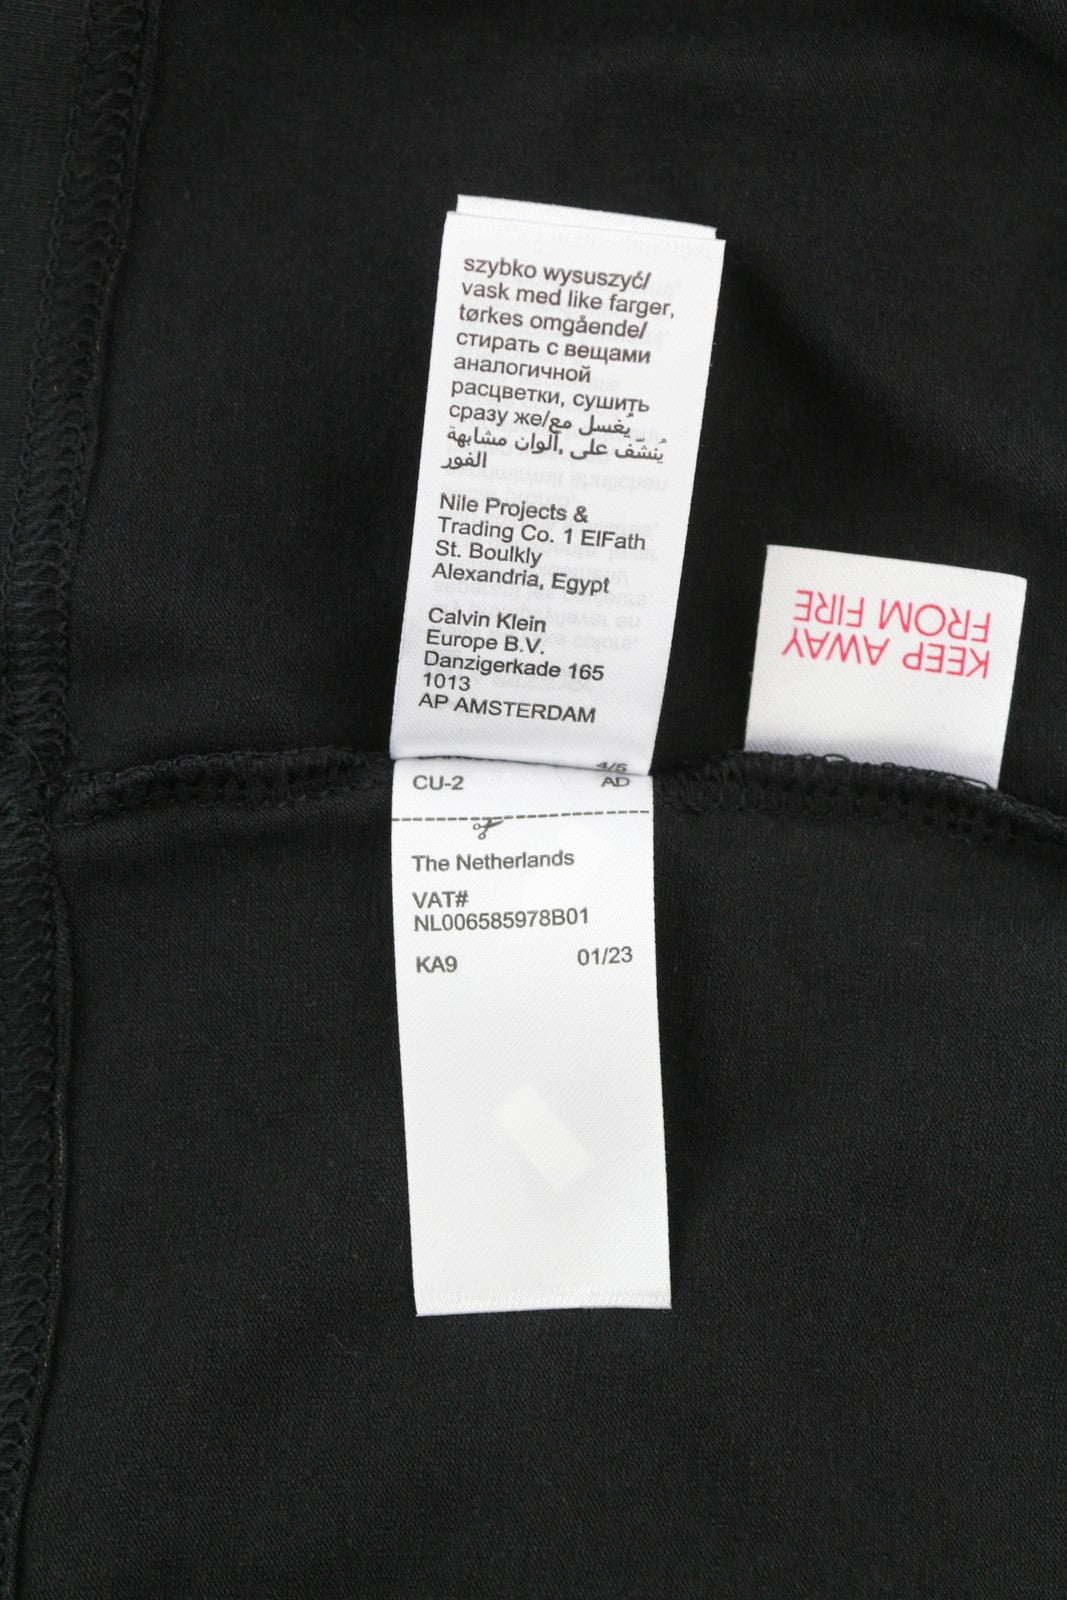 szybko wysuszyć/
vask med like farger,
tørkes omgående/
стирать с вещами
аналогичной
расцветки, сушить
сразу же/يُغسل مع
ألوان مشابهة, يُنشّف على
الفور
Nile Projects &
Trading Co. 1 ElFath
St. Boulkly
Alexandria, Egypt
Calvin Klein
Europe B.V.
Danzigerkade 165
1013
AP AMSTERDAM
4/5
CU-2 AD
The Netherlands
VAT#
NL006585978B01
KA9 01/23
KEEP AWAY
FROM FIRE